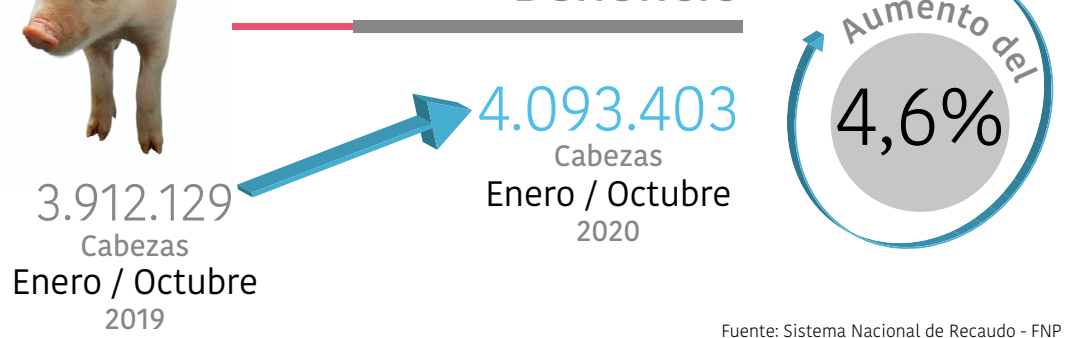 Aumento del
4,6%
4.093.403
Cabezas
Enero / Octubre
2020
3.912.129
Cabezas
Enero / Octubre
2019
Fuente: Sistema Nacional de Recaudo - FNP